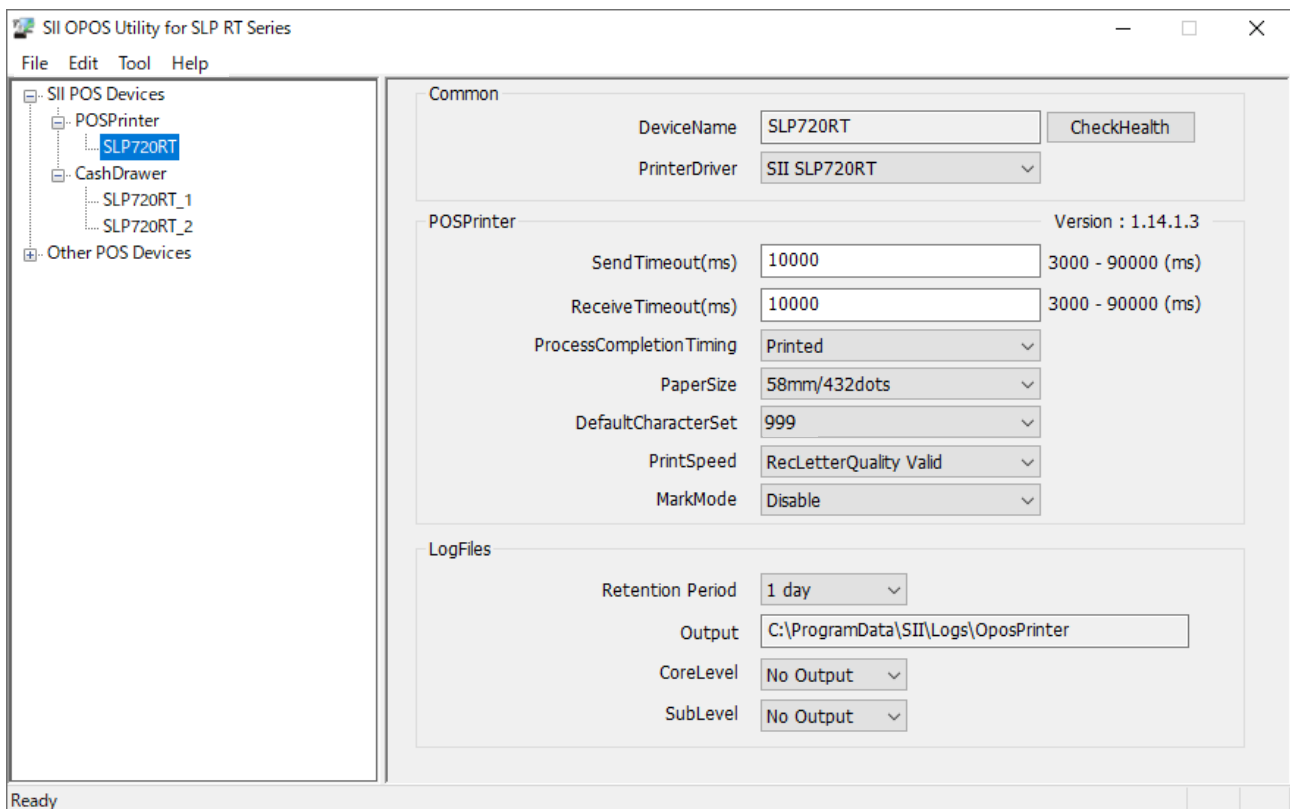 SII OPOS Utility for SLP RT Series
File Edit Tool Help
SII POS Devices
POSPrinter
SLP720RT
CashDrawer
SLP720RT_1
SLP720RT_2
Other POS Devices
Common
DeviceName SLP720RT CheckHealth
PrinterDriver SII SLP720RT
POSPrinter Version : 1.14.1.3
SendTimeout(ms) 10000 3000 - 90000 (ms)
ReceiveTimeout(ms) 10000 3000 - 90000 (ms)
ProcessCompletionTiming Printed
PaperSize 58mm/432dots
DefaultCharacterSet 999
PrintSpeed RecLetterQuality Valid
MarkMode Disable
LogFiles
Retention Period 1 day
Output C:\ProgramData\SII\Logs\OposPrinter
CoreLevel No Output
SubLevel No Output
Ready